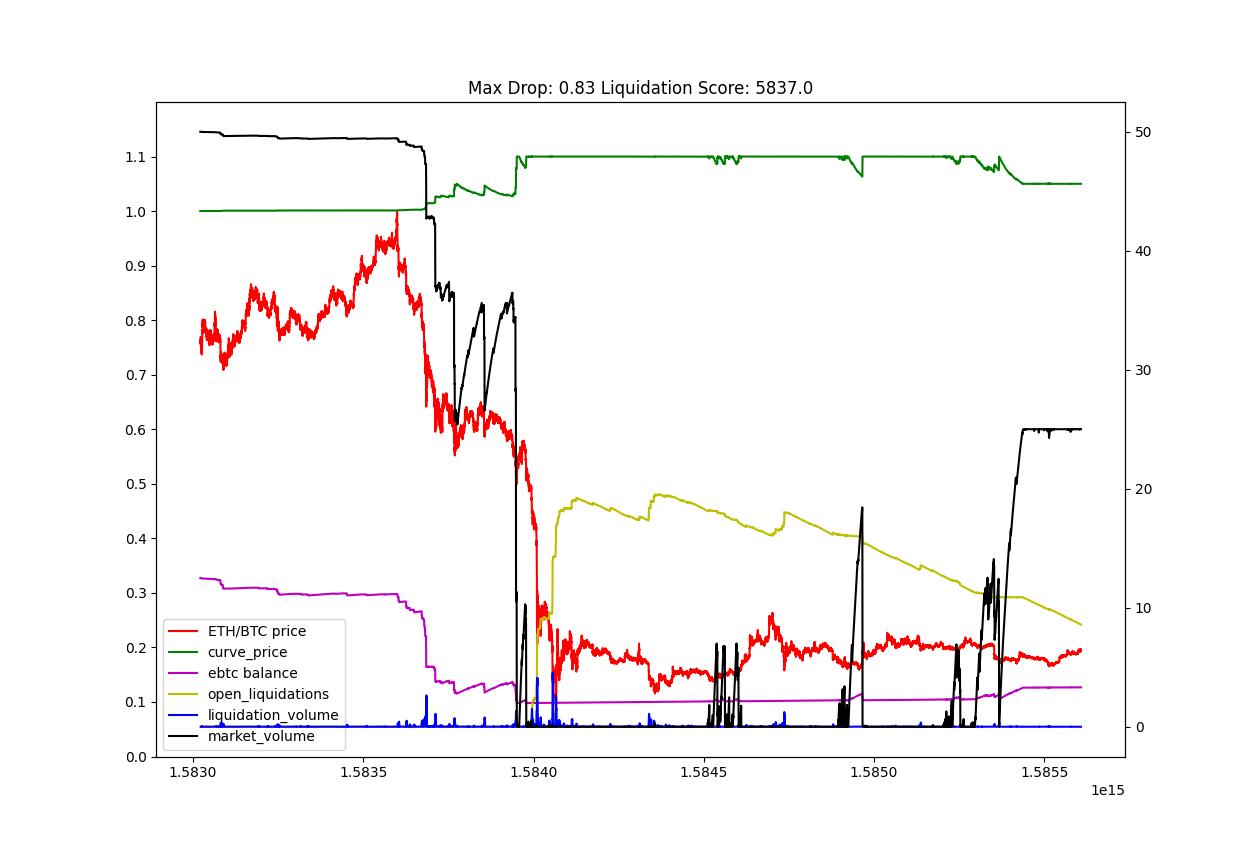 Max Drop: 0.83 Liquidation Score: 5837.0
1.1
1.0
0.9
0.8
0.7
0.6
0.5
0.4
0.3
0.2
0.1
0.0
50
40
30
20
10
0
ETH/BTC price
curve_price
ebtc balance
open_liquidations
liquidation_volume
market_volume
1.5830 1.5835 1.5840 1.5845 1.5850 1.5855
1e15